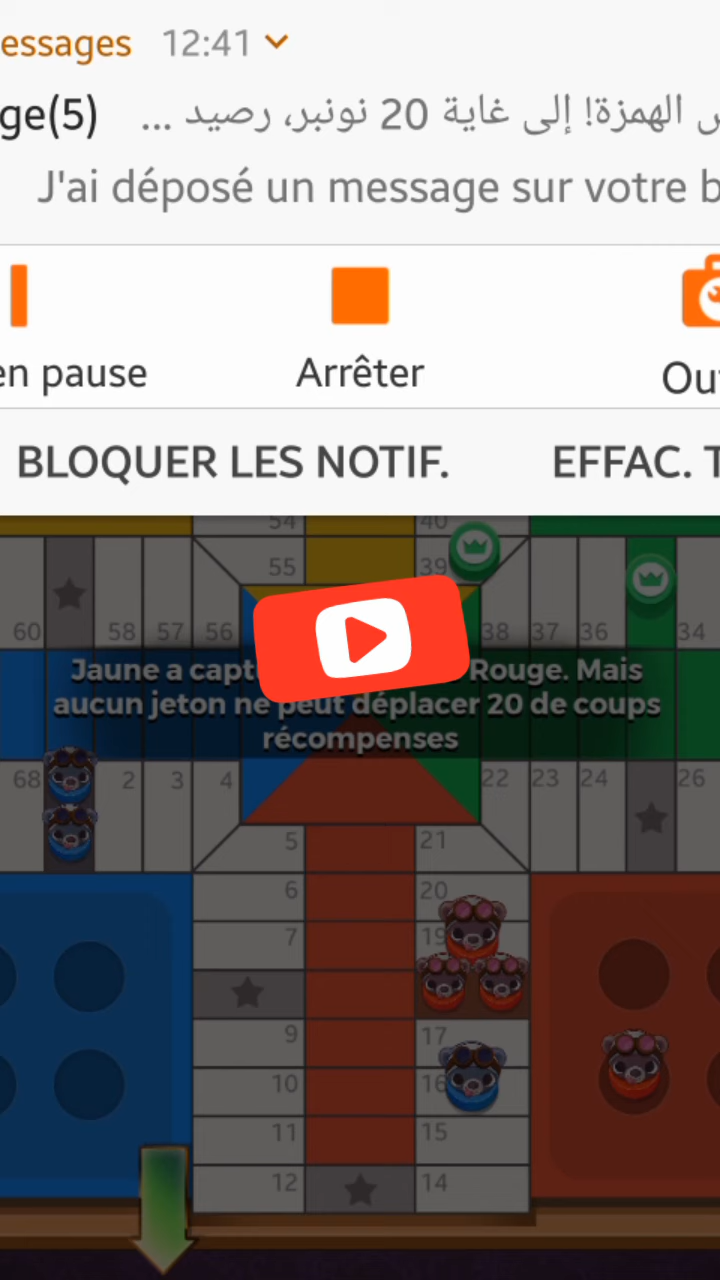 essages 12:41
ge(5) س الهمزة! إلى غاية 20 نونبر، رصيد ...
J'ai déposé un message sur votre b
en pause Arrêter Ou
BLOQUER LES NOTIF. EFFAC. T
54 40
55 39
60 58 57 56 38 37 36 34
Jaune a capt Rouge. Mais
aucun jeton ne peut déplacer 20 de coups
récompenses
68 2 3 4 22 23 24 26
5 21
6 20
7 19
9 17
10 16
11 15
12 14